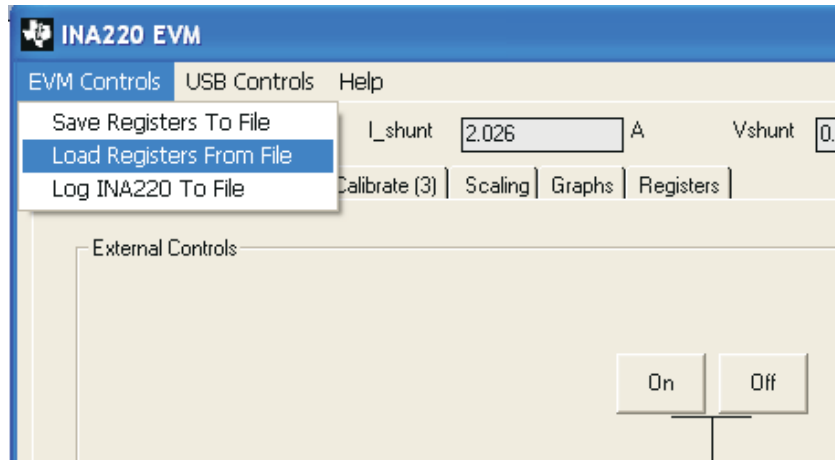 INA220 EVM
EVM Controls USB Controls Help
Save Registers To File
Load Registers From File
Log INA220 To File
I_shunt 2.026 A Vshunt 0.
Calibrate (3) Scaling Graphs Registers
External Controls
On Off